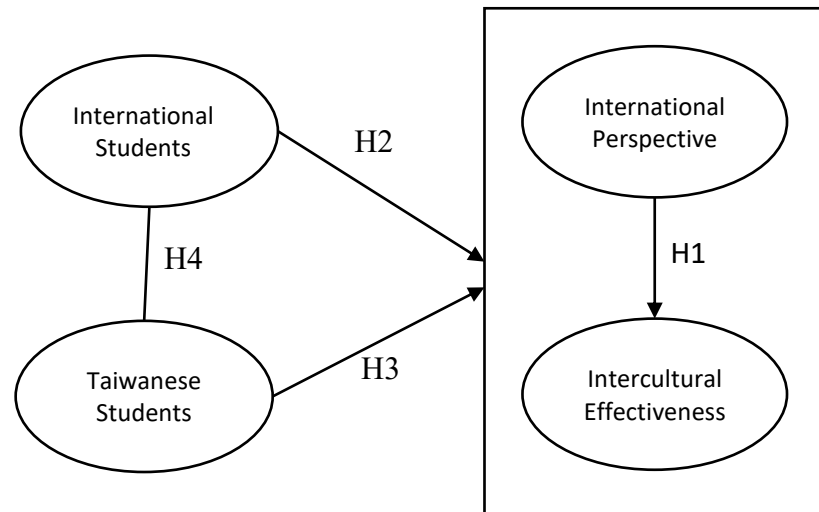 International
Students
H2
International
Perspective
H4
H1
Taiwanese
Students
H3
Intercultural
Effectiveness